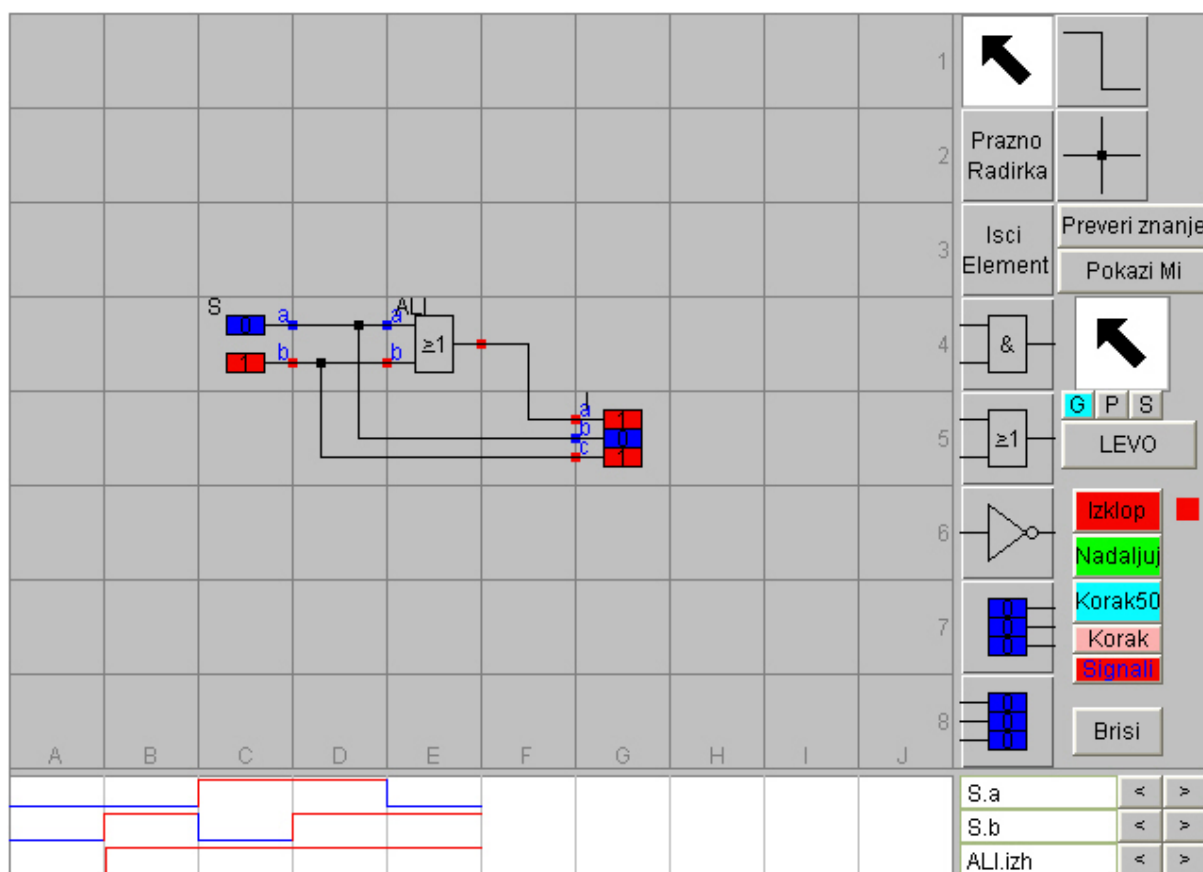 1
Prazno
Radirka
2
Isci
Element
Preveri znanje
Pokazi Mi
3
S
ALI
a
a
0
b
b
1
≥1
4
&
G P S
LEVO
I
a
b
c
1
0
1
5
≥1
6
Izklop
Nadaljuj
Korak50
Korak
Signali
7
0
0
0
8
0
0
0
Brisi
A B C D E F G H I J
S.a < >
S.b < >
ALI.izh < >